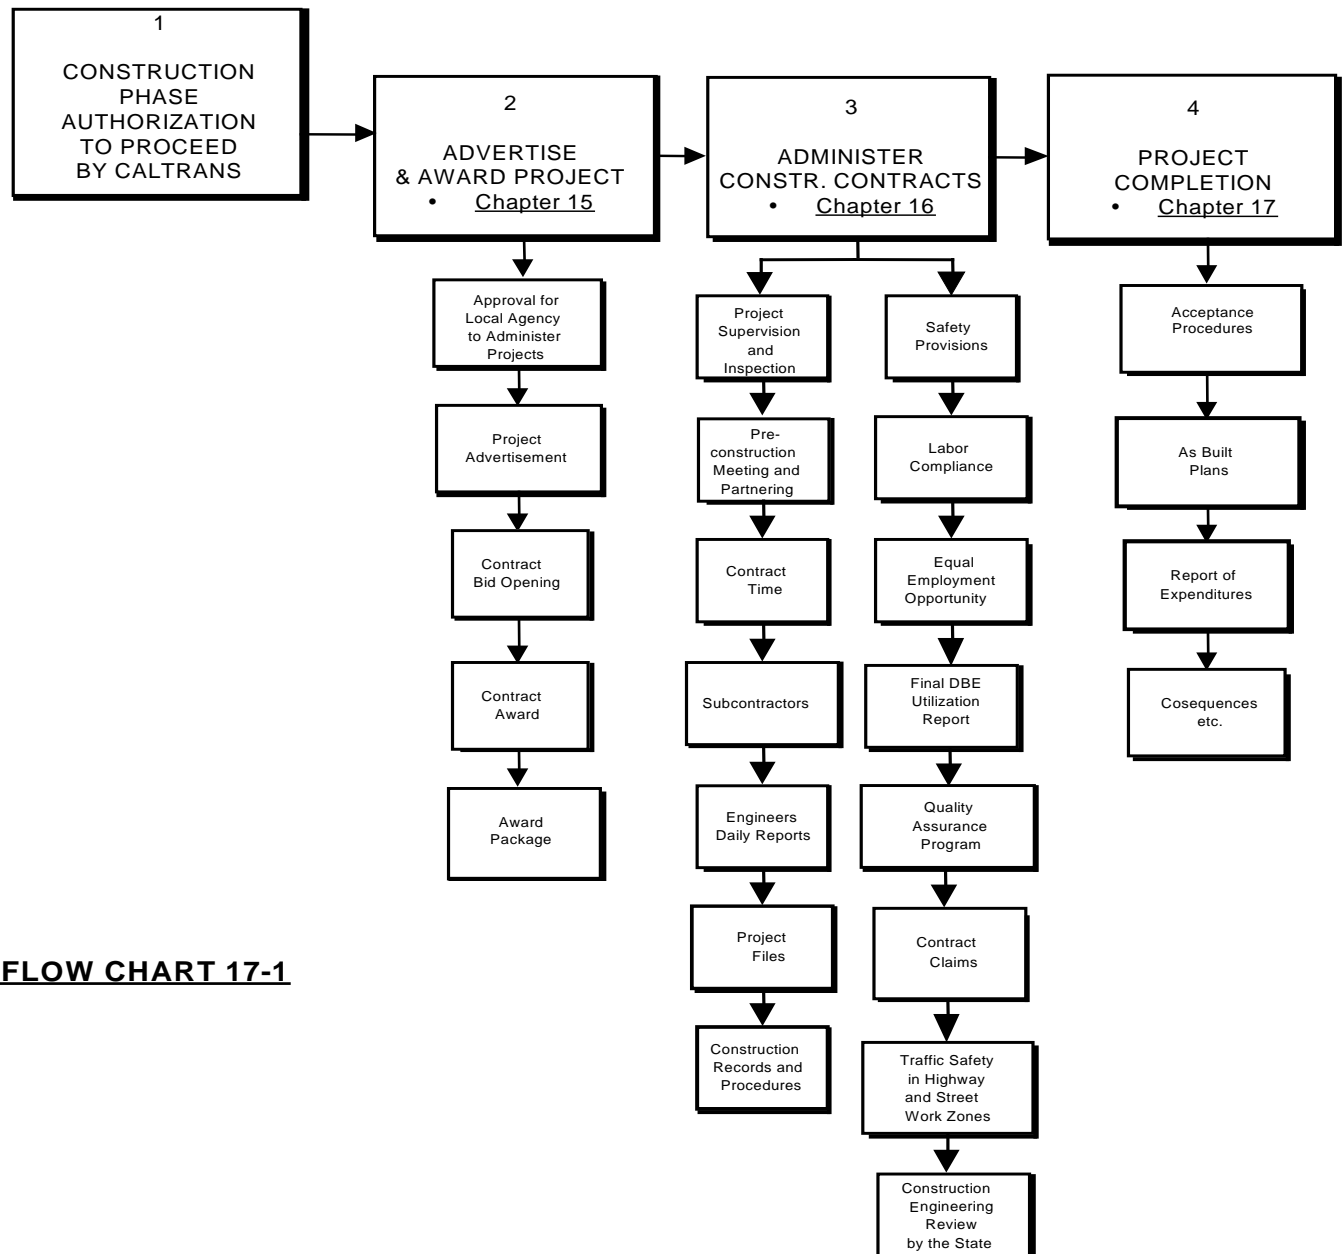 1
CONSTRUCTION
PHASE
AUTHORIZATION
TO PROCEED
BY CALTRANS
2
ADVERTISE
& AWARD PROJECT
• Chapter 15
3
ADMINISTER
CONSTR. CONTRACTS
• Chapter 16
4
PROJECT
COMPLETION
• Chapter 17
Approval for
Local Agency
to Administer
Projects
Project
Advertisement
Contract
Bid Opening
Contract
Award
Award
Package
Project
Supervision
and
Inspection
Pre-
construction
Meeting and
Partnering
Contract
Time
Subcontractors
Engineers
Daily Reports
Project
Files
Construction
Records and
Procedures
Safety
Provisions
Labor
Compliance
Equal
Employment
Opportunity
Final DBE
Utilization
Report
Quality
Assurance
Program
Contract
Claims
Traffic Safety
in Highway
and Street
Work Zones
Construction
Engineering
Review
by the State
Acceptance
Procedures
As Built
Plans
Report of
Expenditures
Cosequences
etc.
FLOW CHART 17-1